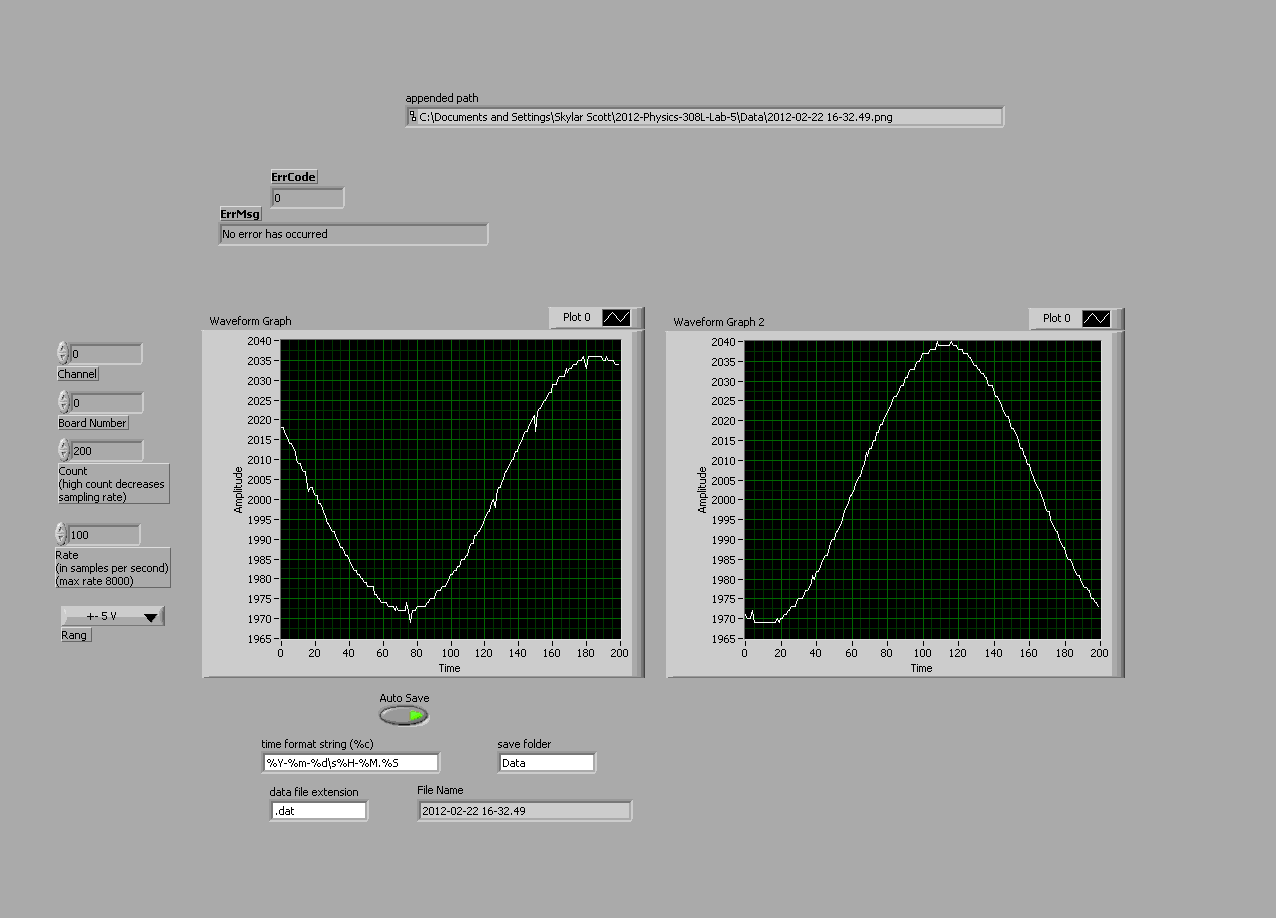 appended path
C:\Documents and Settings\Skylar Scott\2012-Physics-308L-Lab-5\Data\2012-02-22 16-32.49.png
ErrCode
0
ErrMsg
No error has occurred
0
Channel
0
Board Number
200
Count
(high count decreases
sampling rate)
100
Rate
(in samples per second)
(max rate 8000)
+- 5 V
Rang
Waveform Graph
Plot 0
Amplitude
2040
2035
2030
2025
2020
2015
2010
2005
2000
1995
1990
1985
1980
1975
1970
1965
0 20 40 60 80 100 120 140 160 180 200
Time
Waveform Graph 2
Plot 0
Amplitude
2040
2035
2030
2025
2020
2015
2010
2005
2000
1995
1990
1985
1980
1975
1970
1965
0 20 40 60 80 100 120 140 160 180 200
Time
Auto Save
time format string (%c)
%Y-%m-%d\s%H-%M.%S
save folder
Data
data file extension
.dat
File Name
2012-02-22 16-32.49